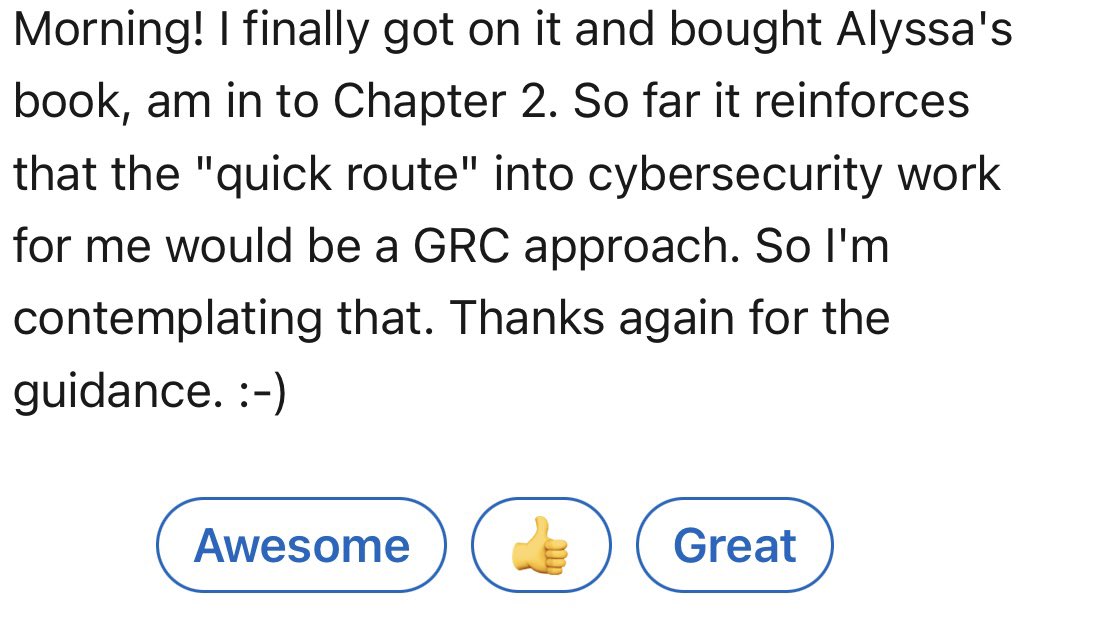 Morning! I finally got on it and bought Alyssa's
book, am in to Chapter 2. So far it reinforces
that the "quick route" into cybersecurity work
for me would be a GRC approach. So I'm
contemplating that. Thanks again for the
guidance. :-)
Awesome 👍 Great